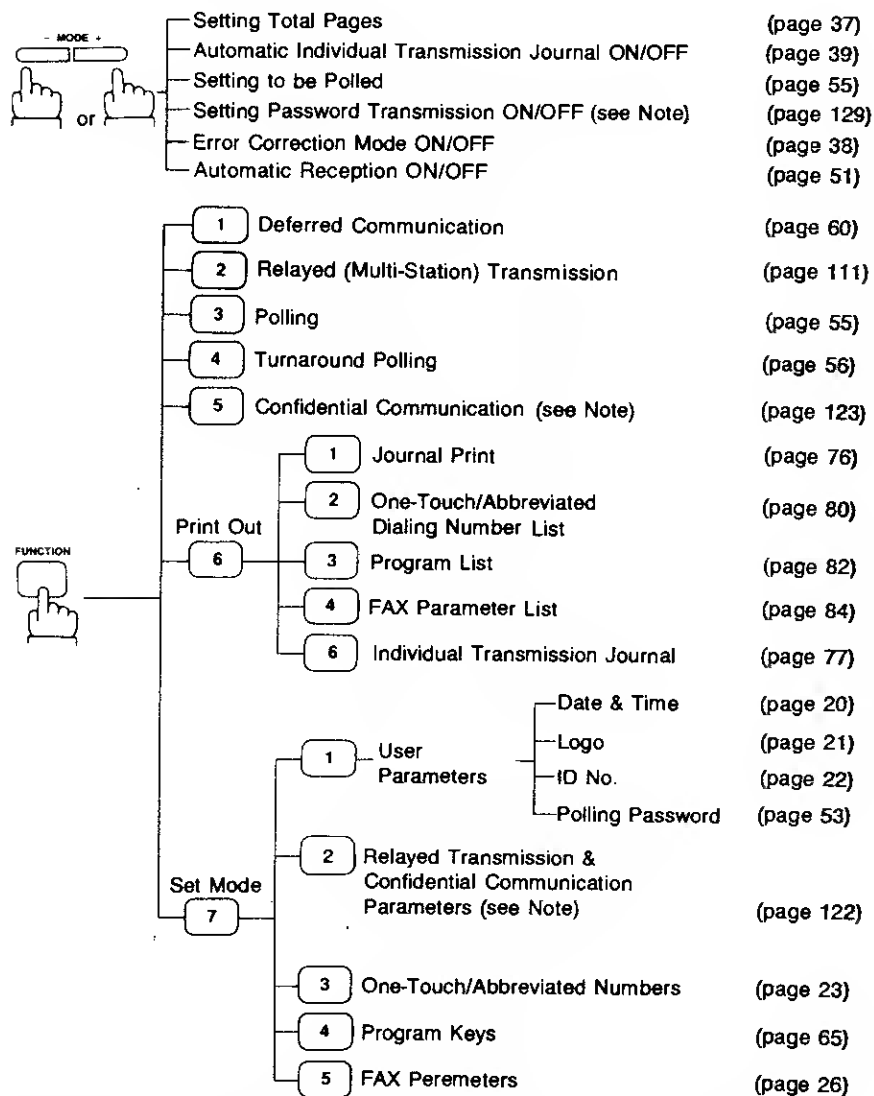 - MODE +
or
Setting Total Pages (page 37)
Automatic Individual Transmission Journal ON/OFF (page 39)
Setting to be Polled (page 55)
Setting Password Transmission ON/OFF (see Note) (page 129)
Error Correction Mode ON/OFF (page 38)
Automatic Reception ON/OFF (page 51)
FUNCTION
1 Deferred Communication (page 60)
2 Relayed (Multi-Station) Transmission (page 111)
3 Polling (page 55)
4 Turnaround Polling (page 56)
5 Confidential Communication (see Note) (page 123)
Print Out
6
1 Journal Print (page 76)
2 One-Touch/Abbreviated
Dialing Number List (page 80)
3 Program List (page 82)
4 FAX Parameter List (page 84)
6 Individual Transmission Journal (page 77)
Set Mode
7
1 User
Parameters
Date & Time (page 20)
Logo (page 21)
ID No. (page 22)
Polling Password (page 53)
2 Relayed Transmission &
Confidential Communication
Parameters (see Note) (page 122)
3 One-Touch/Abbreviated Numbers (page 23)
4 Program Keys (page 65)
5 FAX Peremeters (page 26)